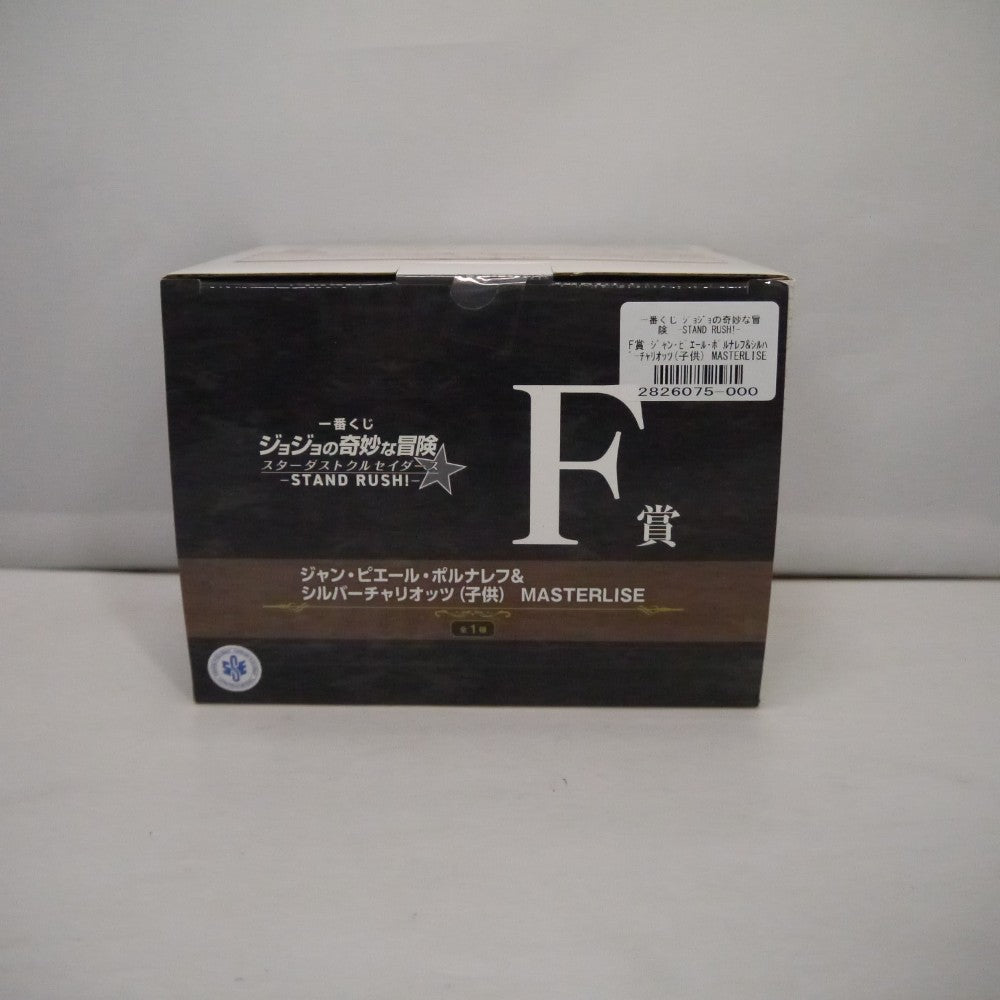 一番くじ ジョジョの奇妙な冒
険 -STAND RUSH!-
F賞 ジャン・ピエール・ポルナレフ&シルバ
ーチャリオッツ(子供) MASTERLISE
2826075-000
一番くじ
ジョジョの奇妙な冒険
スターダストクルセイダース
-STAND RUSH!-
F賞
ジャン・ピエール・ポルナレフ&
シルバーチャリオッツ(子供) MASTERLISE
全1種